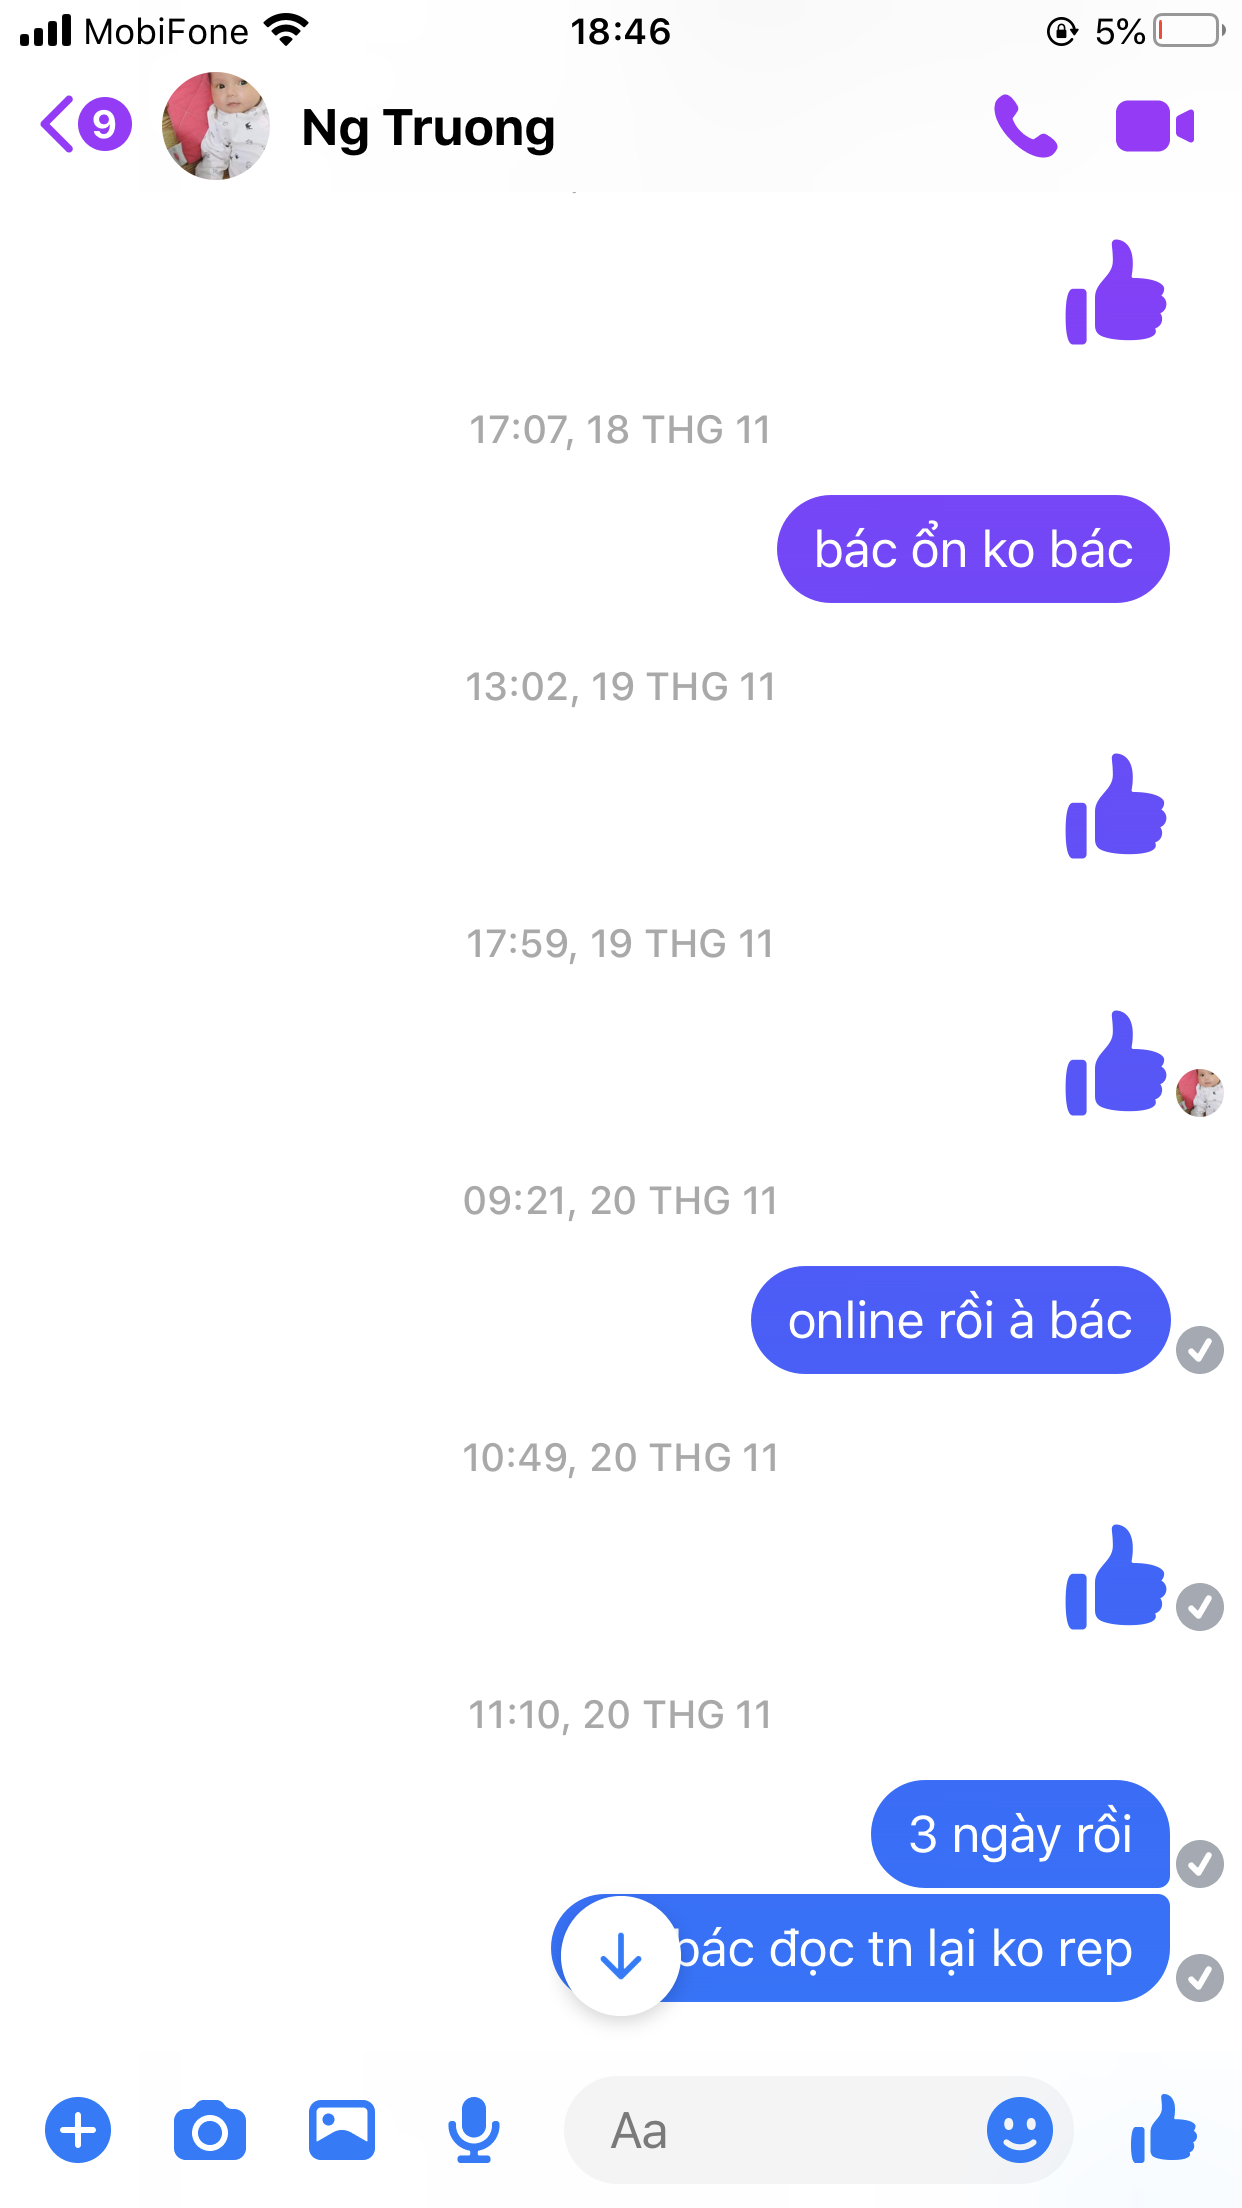 MobiFone
18:46
5%
9
Ng Truong
17:07, 18 THG 11
bác ổn ko bác
13:02, 19 THG 11
17:59, 19 THG 11
09:21, 20 THG 11
online rồi à bác
10:49, 20 THG 11
11:10, 20 THG 11
3 ngày rồi
bác đọc tn lại ko rep
Aa